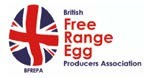 British
Free
Range
Egg
Producers Association
BFREPA